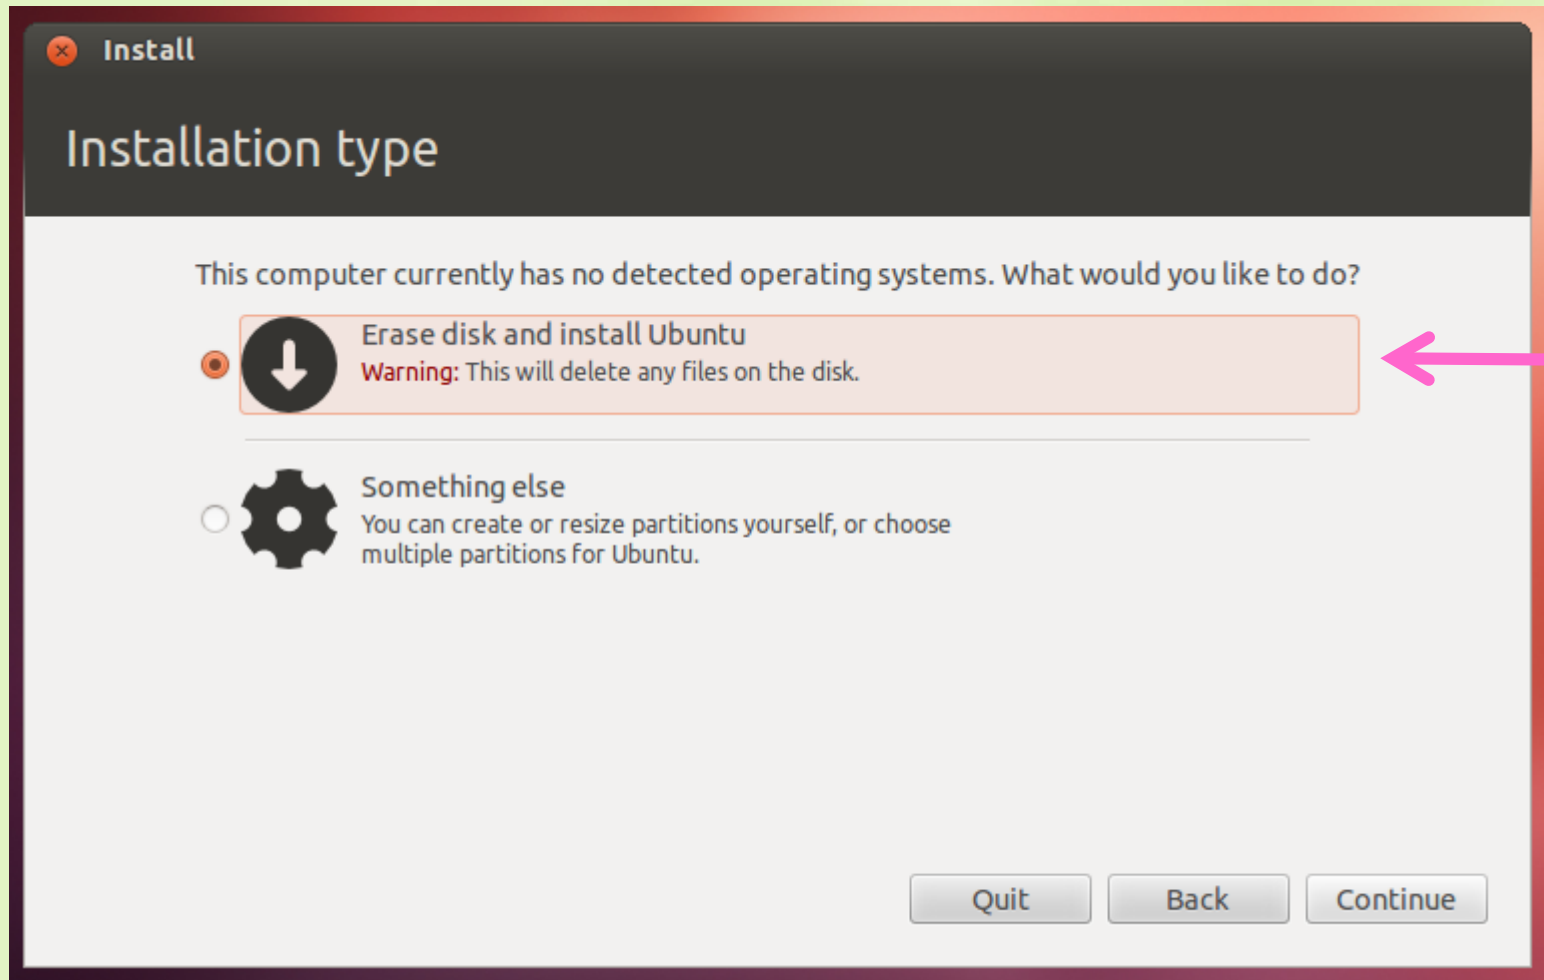 Install
Installation type
This computer currently has no detected operating systems. What would you like to do?
Erase disk and install Ubuntu
Warning: This will delete any files on the disk.
Something else
You can create or resize partitions yourself, or choose
multiple partitions for Ubuntu.
Quit
Back
Continue